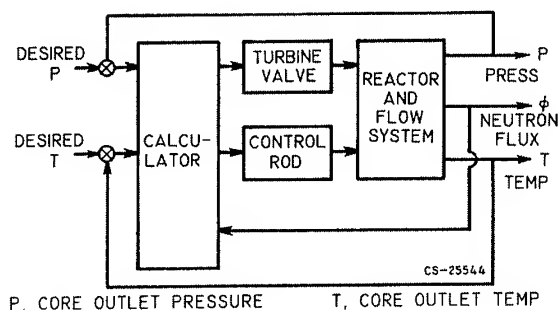 DESIRED
P
DESIRED
T
CALCU-
LATOR
TURBINE
VALVE
CONTROL
ROD
REACTOR
AND
FLOW
SYSTEM
P
PRESS
ϕ
NEUTRON
FLUX
T
TEMP
CS-25544
P, CORE OUTLET PRESSURE T, CORE OUTLET TEMP